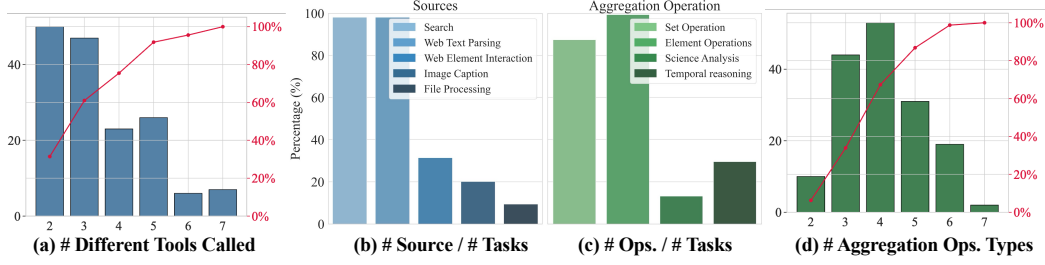 40
20
0
2
3
4
5
6
7
100%
80%
60%
40%
20%
0%
(a) # Different Tools Called
Sources
Percentage (%)
100
80
60
40
20
0
Search
Web Text Parsing
Web Element Interaction
Image Caption
File Processing
(b) # Source / # Tasks
Aggregation Operation
Set Operation
Element Operations
Science Analysis
Temporal reasoning
(c) # Ops. / # Tasks
40
20
0
2
3
4
5
6
7
100%
80%
60%
40%
20%
0%
(d) # Aggregation Ops. Types